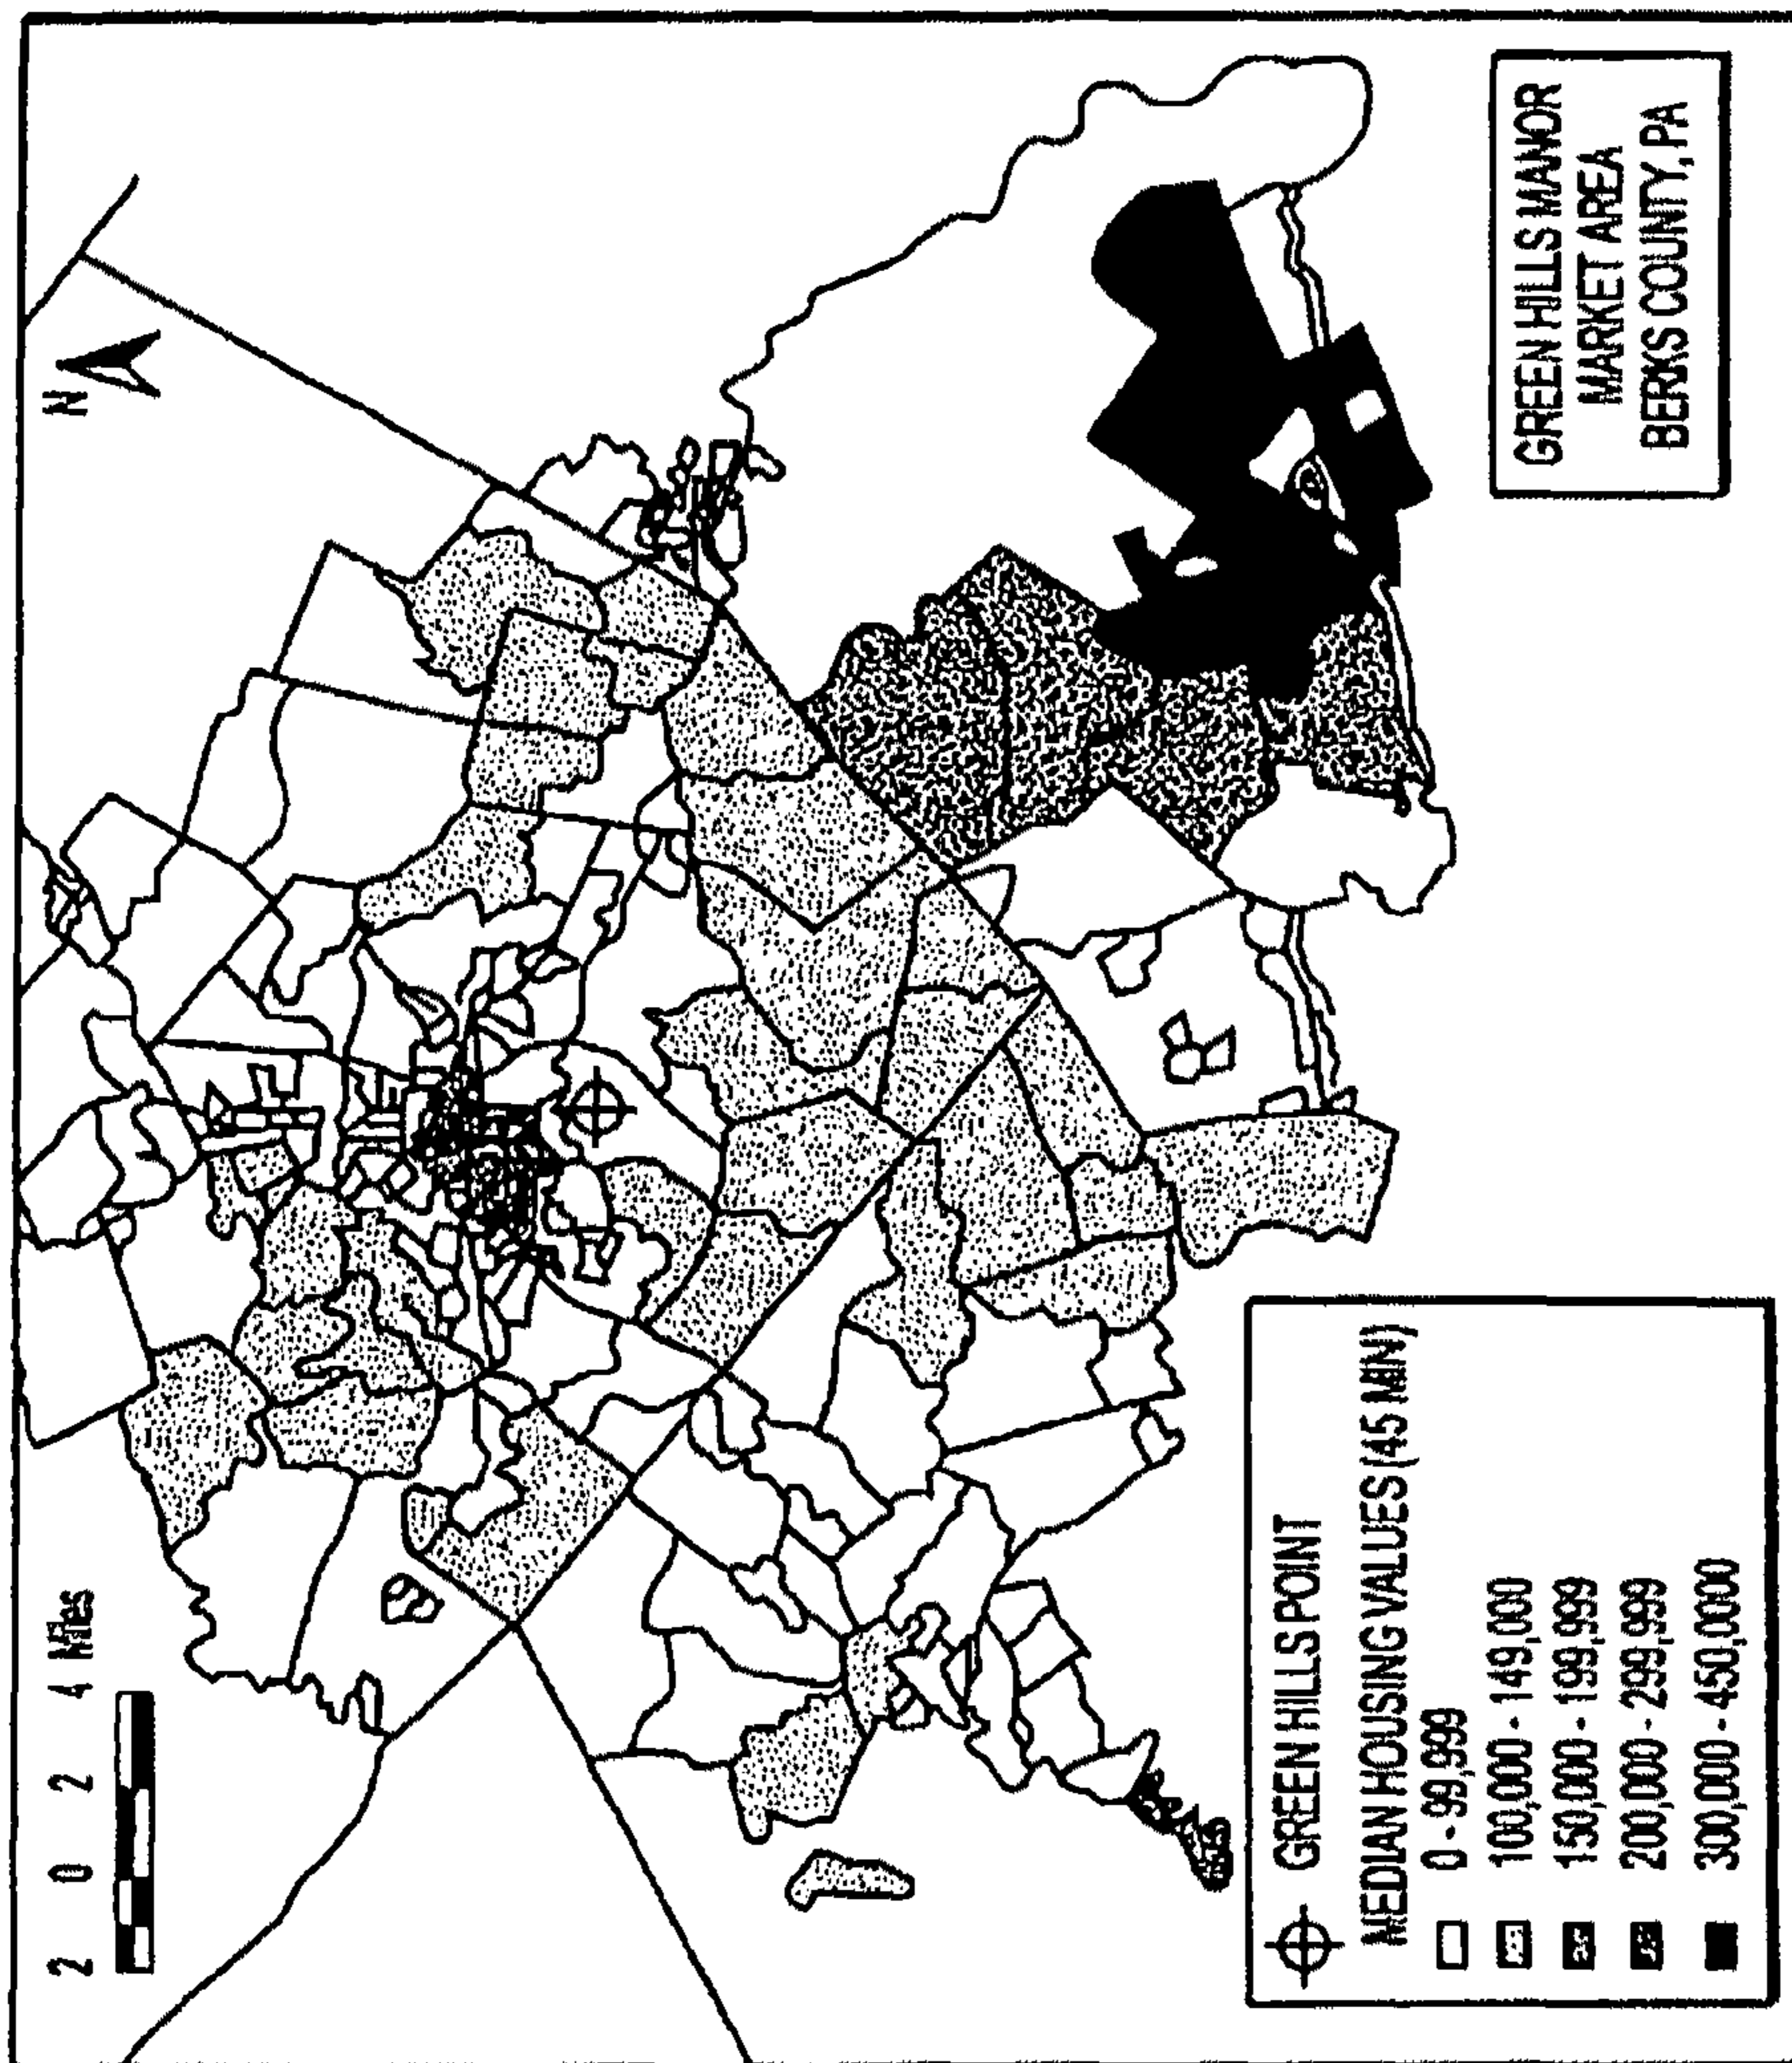 2 0 2 4 Miles
N
GREEN HILLS MANOR
MARKET AREA
BERKS COUNTY, PA
GREEN HILLS POINT
MEDIAN HOUSING VALUES (45 MIN)
0 - 99,999
100,000 - 149,000
150,000 - 199,999
200,000 - 299,999
300,000 - 450,0000